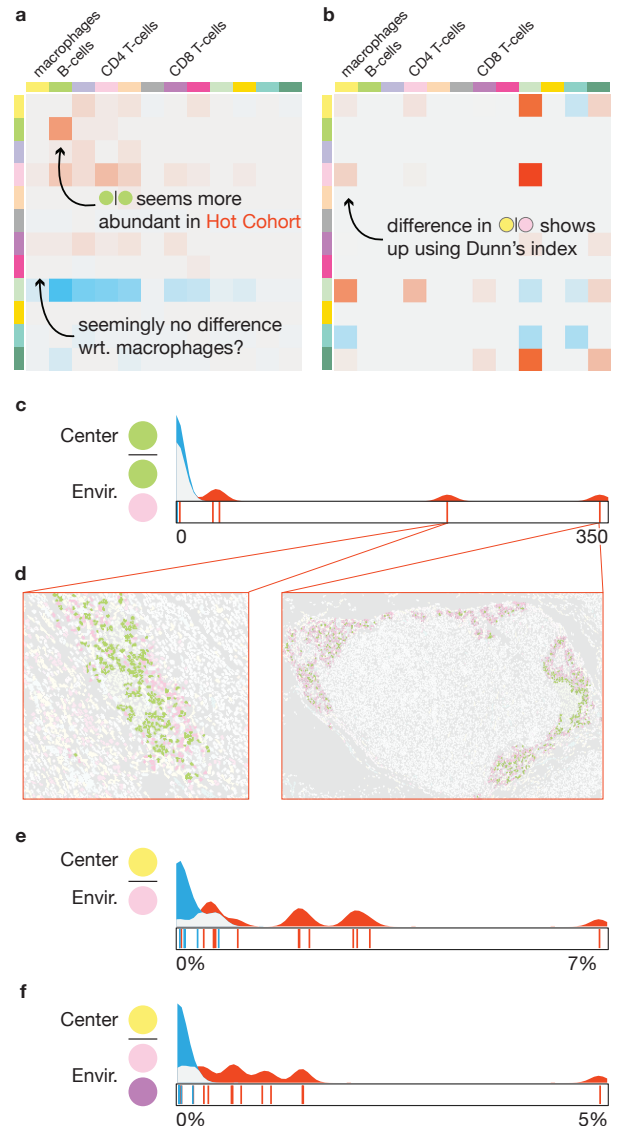 a
macrophages
B-cells
CD4 T-cells
CD8 T-cells
| seems more
abundant in Hot Cohort
seemingly no difference
wrt. macrophages?
b
macrophages
B-cells
CD4 T-cells
CD8 T-cells
difference in | shows
up using Dunn's index
c
Center
Envir.
0
350
d
e
Center
Envir.
0%
7%
f
Center
Envir.
0%
5%